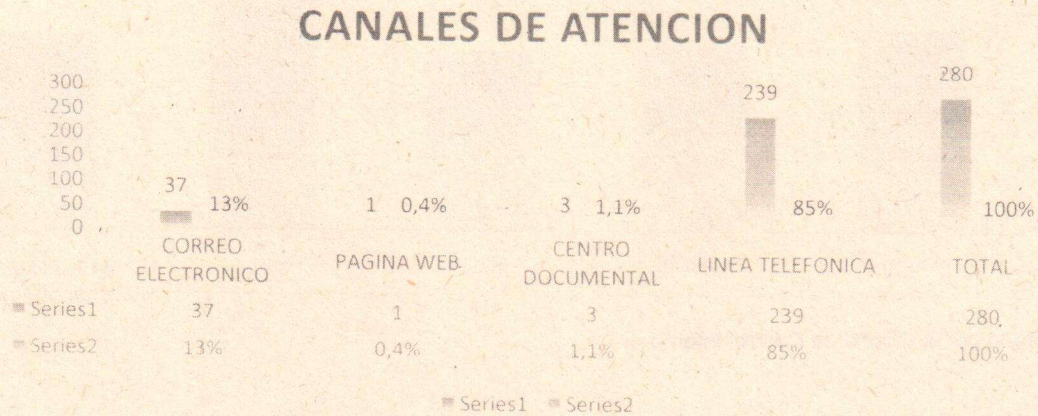 CANALES DE ATENCION
300
250
200
150
100
50
0
37 13%
1 0,4%
3 1,1%
239 85%
280 100%
CORREO
ELECTRONICO
PAGINA WEB
CENTRO
DOCUMENTAL
LINEA TELEFONICA
TOTAL
Series1 37 1 3 239 280
Series2 13% 0,4% 1,1% 85% 100%
Series1 Series2